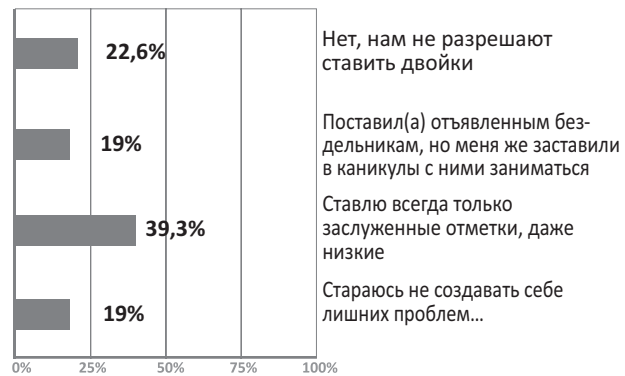 22,6%
Нет, нам не разрешают
ставить двойки
19%
Поставил(а) отъявленным без-
дельникам, но меня же заставили
в каникулы с ними заниматься
39,3%
Ставлю всегда только
заслуженные отметки, даже
низкие
19%
Стараюсь не создавать себе
лишних проблем...
0% 25% 50% 75% 100%